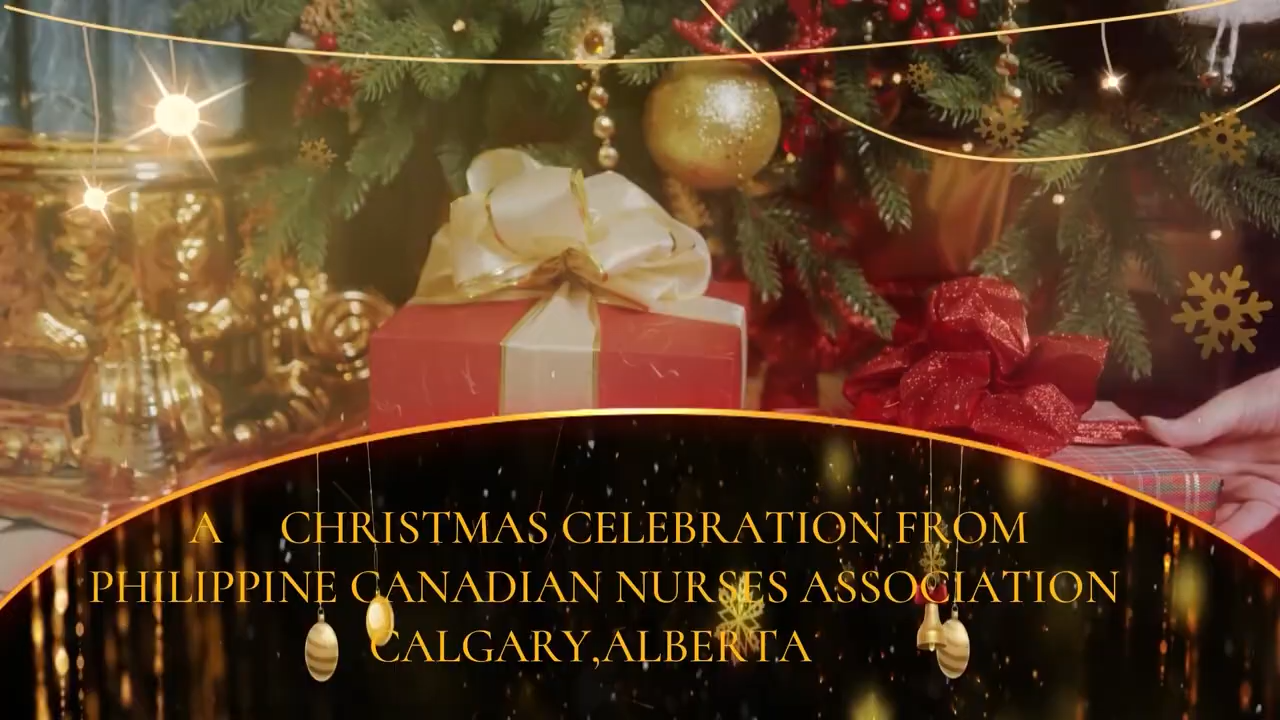 A CHRISTMAS CELEBRATION FROM
PHILIPPINE CANADIAN NURSES ASSOCIATION
CALGARY,ALBERTA